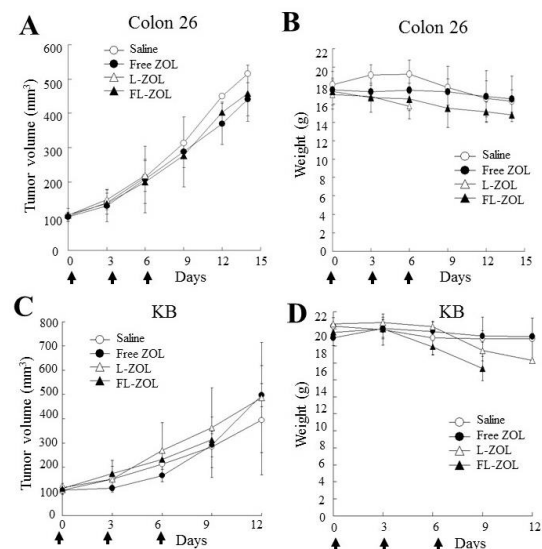 A
Colon 26
Tumor volume (mm³)
600
500
400
300
200
100
0
Saline
Free ZOL
L-ZOL
FL-ZOL
0 3 6 9 12 15
Days
B
Colon 26
Weight (g)
22
20
18
16
14
12
10
8
6
4
2
0
Saline
Free ZOL
L-ZOL
FL-ZOL
0 3 6 9 12 15
Days
C
KB
Tumor volume (mm³)
800
700
600
500
400
300
200
100
0
Saline
Free ZOL
L-ZOL
FL-ZOL
0 3 6 9 12
Days
D
KB
Weight (g)
22
20
18
16
14
12
10
8
6
4
2
0
Saline
Free ZOL
L-ZOL
FL-ZOL
0 3 6 9 12
Days